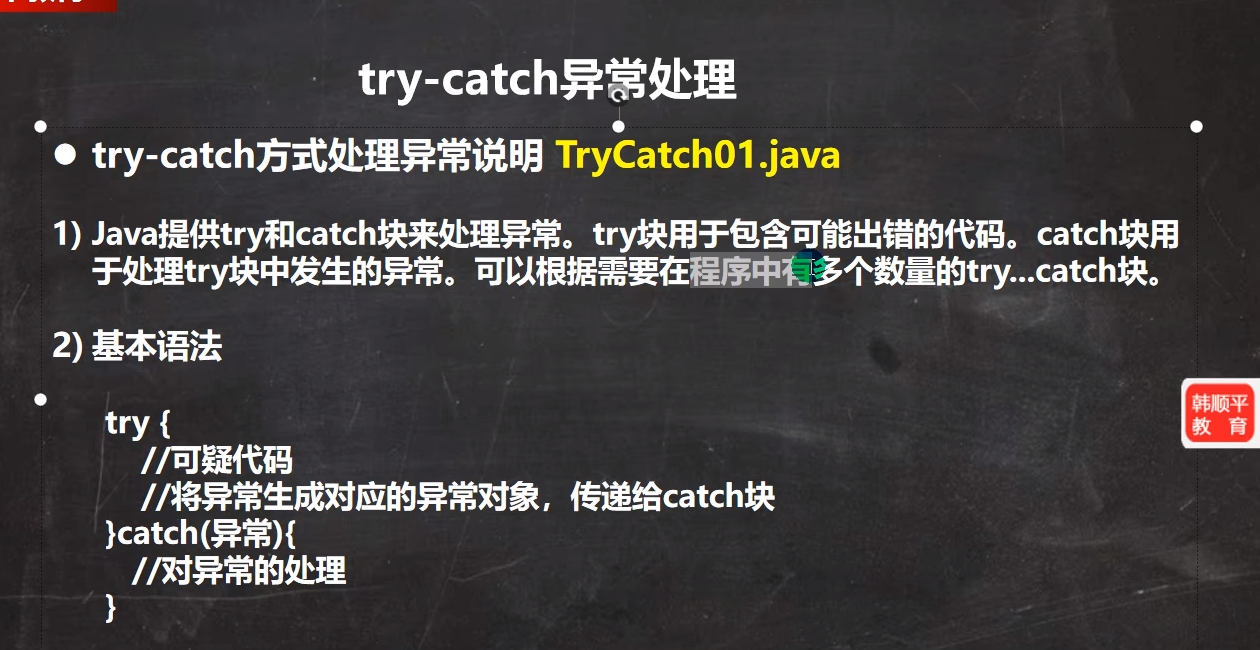 try-catch异常处理
try-catch方式处理异常说明 TryCatch01.java
1) Java提供try和catch块来处理异常。try块用于包含可能出错的代码。catch块用
于处理try块中发生的异常。可以根据需要在程序中有多个数量的try...catch块。
2) 基本语法
try {
//可疑代码
//将异常生成对应的异常对象，传递给catch块
}catch(异常){
//对异常的处理
}
韩顺平
教 育